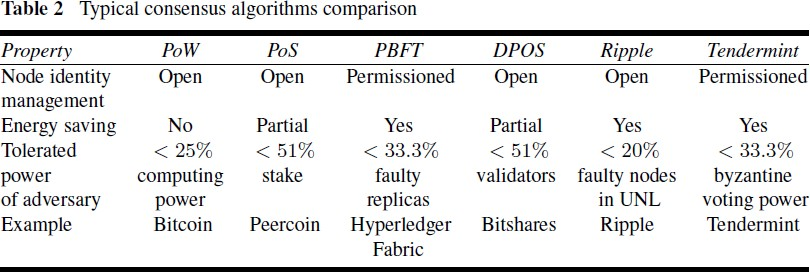 Table 2 Typical consensus algorithms comparison
Property PoW PoS PBFT DPOS Ripple Tendermint
Node identity Open Open Permissioned Open Open Permissioned
management
Energy saving No Partial Yes Partial Yes Yes
Tolerated < 25% < 51% < 33.3% < 51% < 20% < 33.3%
power computing stake faulty validators faulty nodes byzantine
of adversary power replicas in UNL voting power
Example Bitcoin Peercoin Hyperledger Bitshares Ripple Tendermint
Fabric